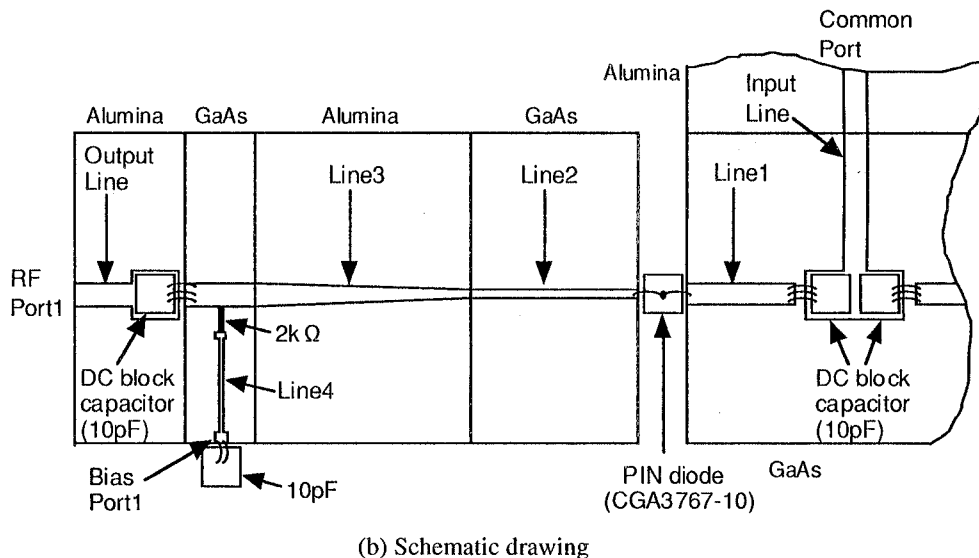 Common
Port
Alumina
Input
Line
Alumina
GaAs
Alumina
GaAs
Output
Line
Line3
Line2
Line1
RF
Port1
2k Ω
DC block
capacitor
(10pF)
Line4
DC block
capacitor
(10pF)
Bias
Port1
10pF
PIN diode
(CGA3767-10)
GaAs
(b) Schematic drawing